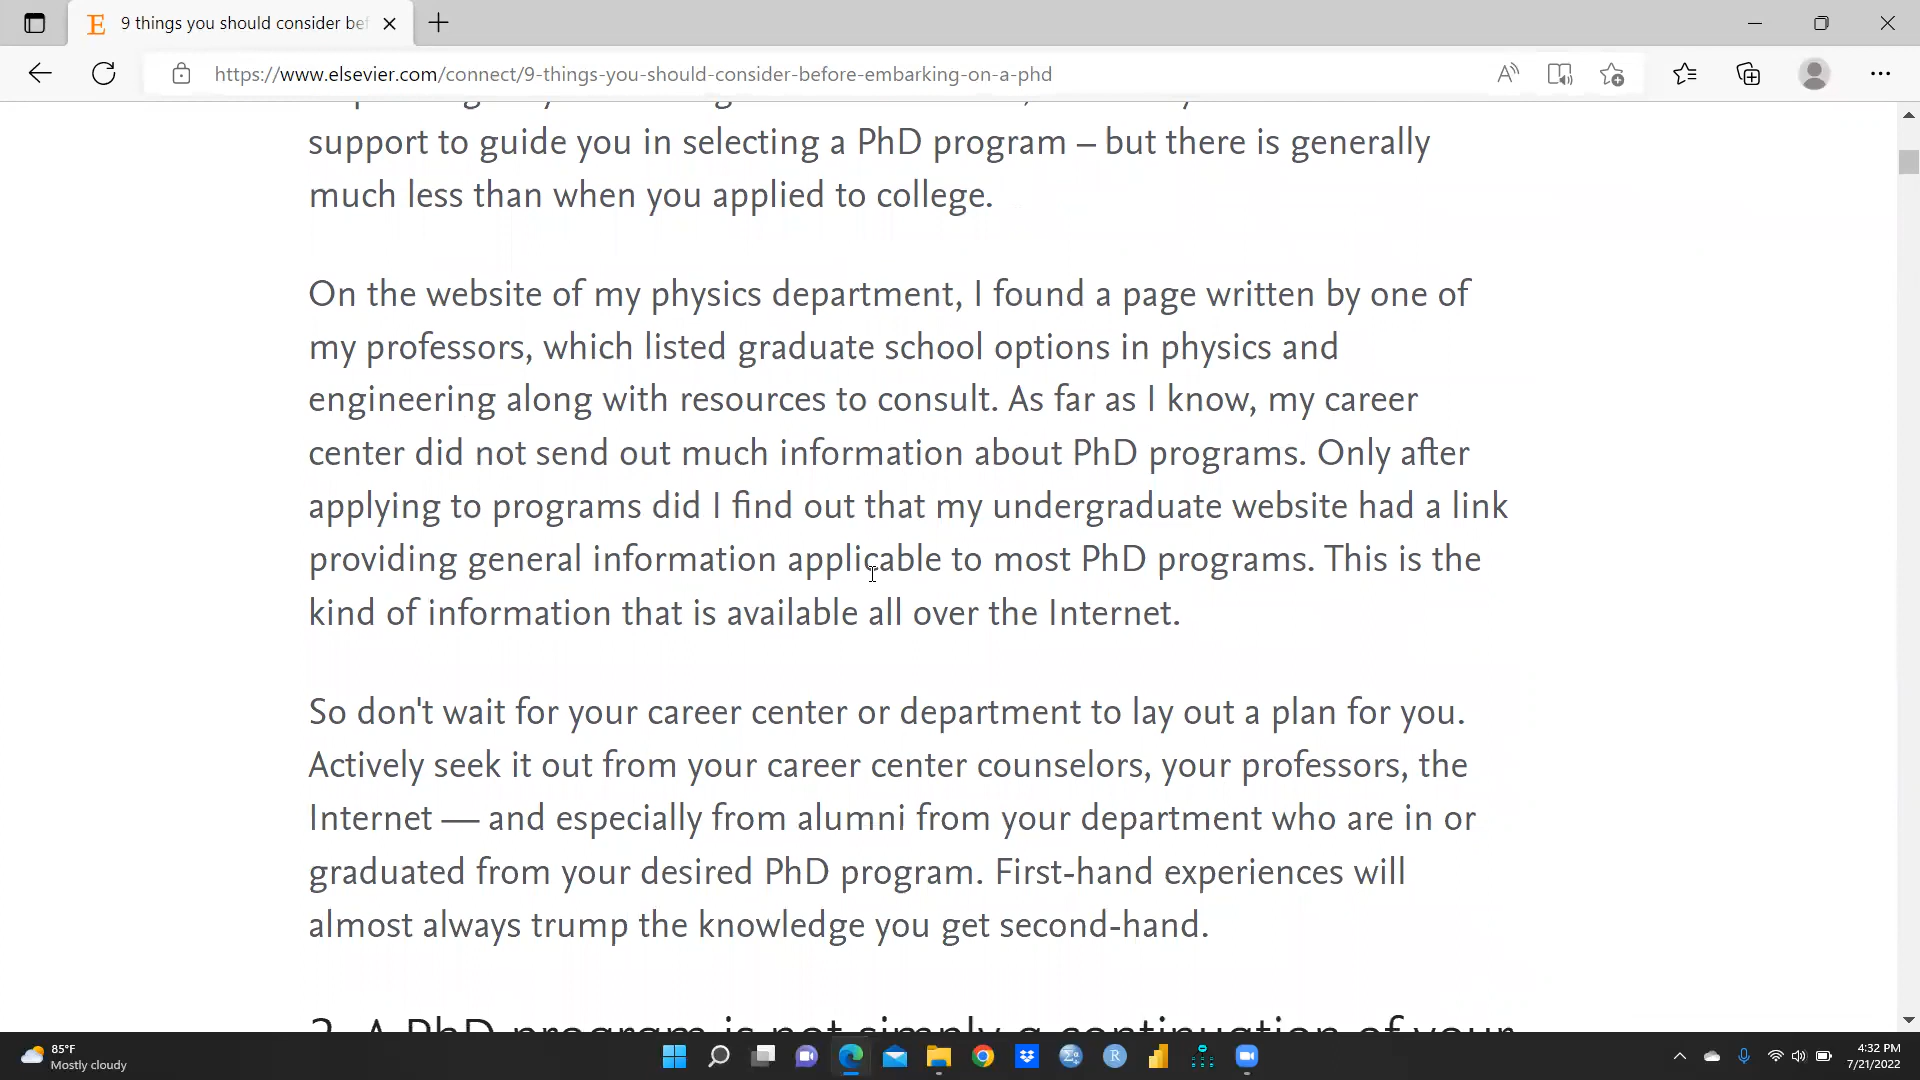 9 things you should consider bef
https://www.elsevier.com/connect/9-things-you-should-consider-before-embarking-on-a-phd
support to guide you in selecting a PhD program – but there is generally
much less than when you applied to college.
On the website of my physics department, I found a page written by one of
my professors, which listed graduate school options in physics and
engineering along with resources to consult. As far as I know, my career
center did not send out much information about PhD programs. Only after
applying to programs did I find out that my undergraduate website had a link
providing general information applicable to most PhD programs. This is the
kind of information that is available all over the Internet.
So don't wait for your career center or department to lay out a plan for you.
Actively seek it out from your career center counselors, your professors, the
Internet — and especially from alumni from your department who are in or
graduated from your desired PhD program. First-hand experiences will
almost always trump the knowledge you get second-hand.
A PhD program is not simply a continuation of your
85°F
Mostly cloudy
4:32 PM
7/21/2022